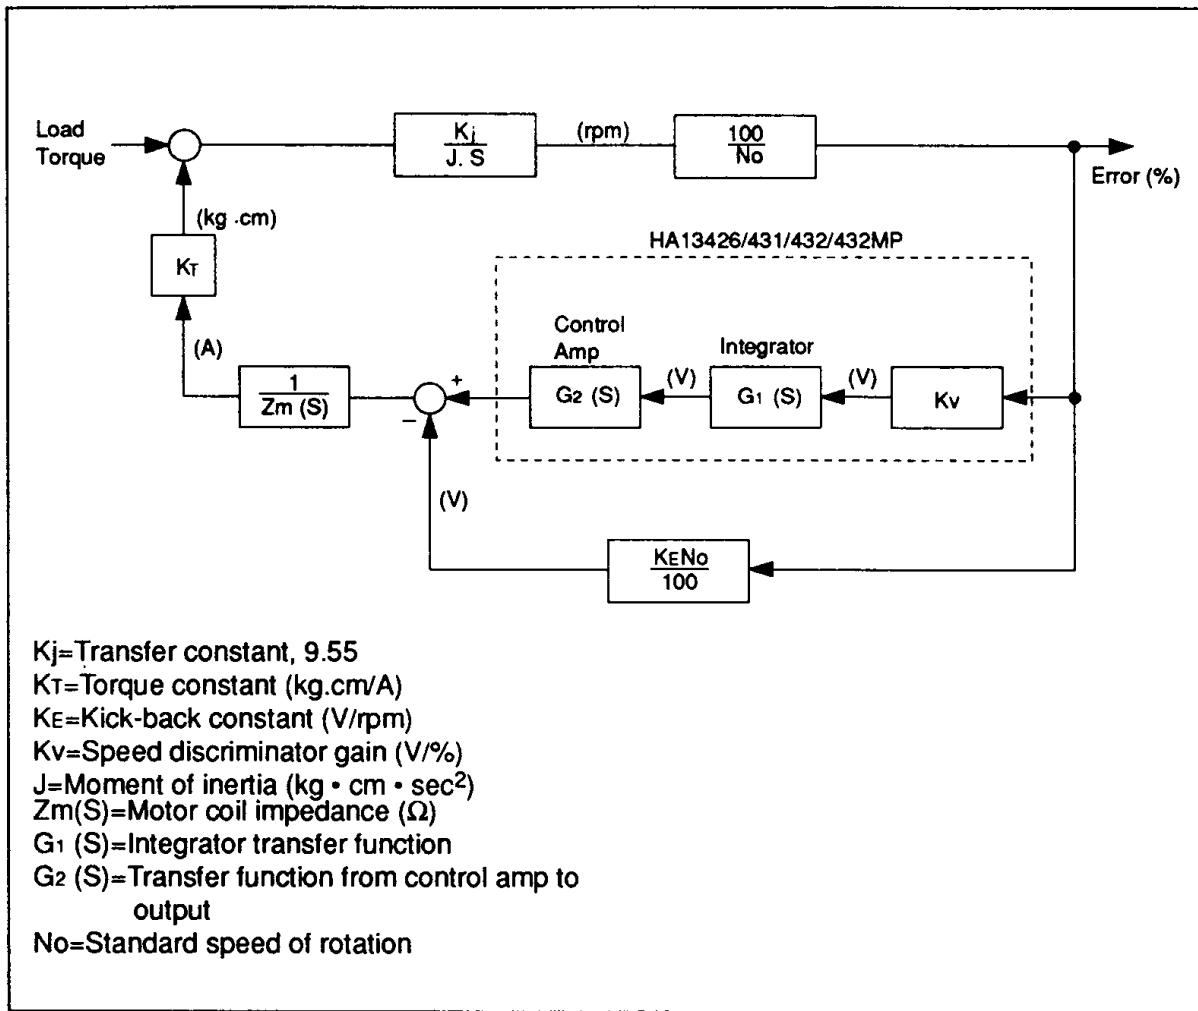 Load
Torque
Kj
J. S
(rpm)
100
No
Error (%)
(kg .cm)
KT
(A)
1
Zm (S)
+
−
HA13426/431/432/432MP
Control
Amp
G2 (S)
(V)
Integrator
G1 (S)
(V)
Kv
(V)
KENo
100
Kj=Transfer constant, 9.55
KT=Torque constant (kg.cm/A)
KE=Kick-back constant (V/rpm)
Kv=Speed discriminator gain (V/%)
J=Moment of inertia (kg • cm • sec²)
Zm(S)=Motor coil impedance (Ω)
G1 (S)=Integrator transfer function
G2 (S)=Transfer function from control amp to
output
No=Standard speed of rotation